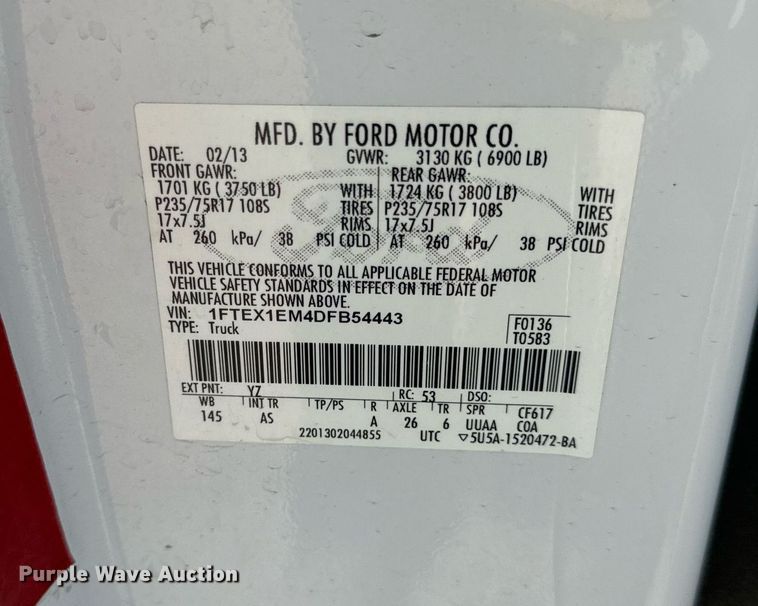 MFD. BY FORD MOTOR CO.
DATE: 02/13 GVWR: 3130 KG ( 6900 LB)
FRONT GAWR: REAR GAWR:
1701 KG ( 3750 LB) WITH 1724 KG ( 3800 LB) WITH
P235/75R17 108S TIRES P235/75R17 108S TIRES
17x7.5J RIMS 17x7.5J RIMS
AT 260 kPa/ 38 PSI COLD AT 260 kPa/ 38 PSI COLD
Ford
THIS VEHICLE CONFORMS TO ALL APPLICABLE FEDERAL MOTOR
VEHICLE SAFETY STANDARDS IN EFFECT ON THE DATE OF
MANUFACTURE SHOWN ABOVE.
VIN: 1FTEX1EM4DFB54443 F0136
TYPE: Truck T0583
EXT PNT: YZ RC: 53 DSO:
WB INT TR TP/PS R AXLE TR SPR CF617
145 AS A 26 6 UUAA COA
2201302044855 UTC ▽5U5A-1520472-BA
Purple Wave Auction